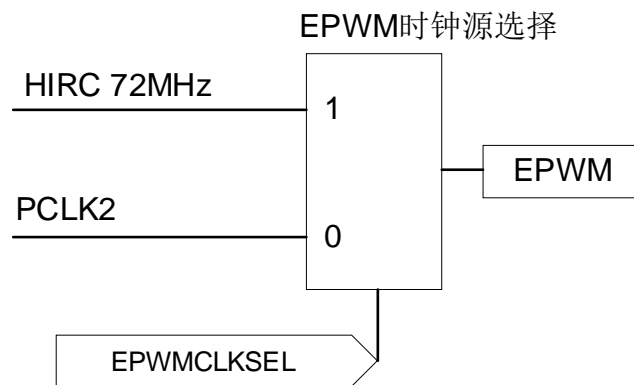 EPWM时钟源选择
HIRC 72MHz
1
EPWM
PCLK2
0
EPWMCLKSEL